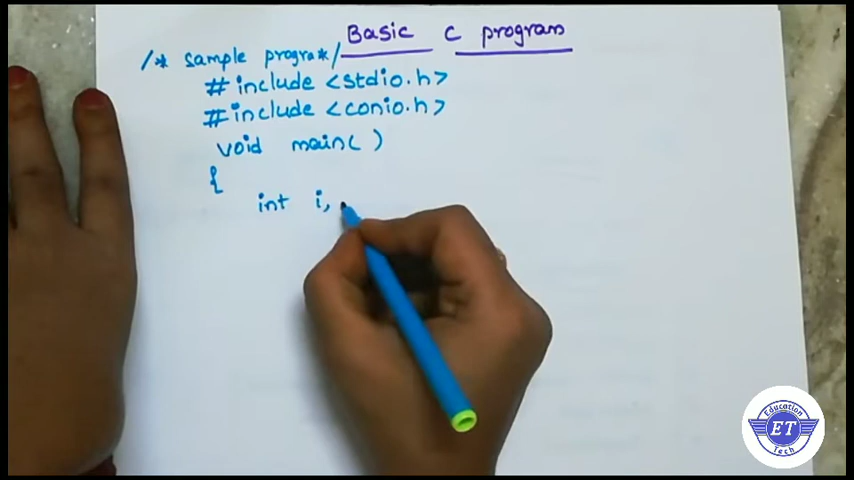 Basic C program
/* sample progra*/
#include <stdio.h>
#include <conio.h>
void main( )
{
int i,
Education
ET
Tech